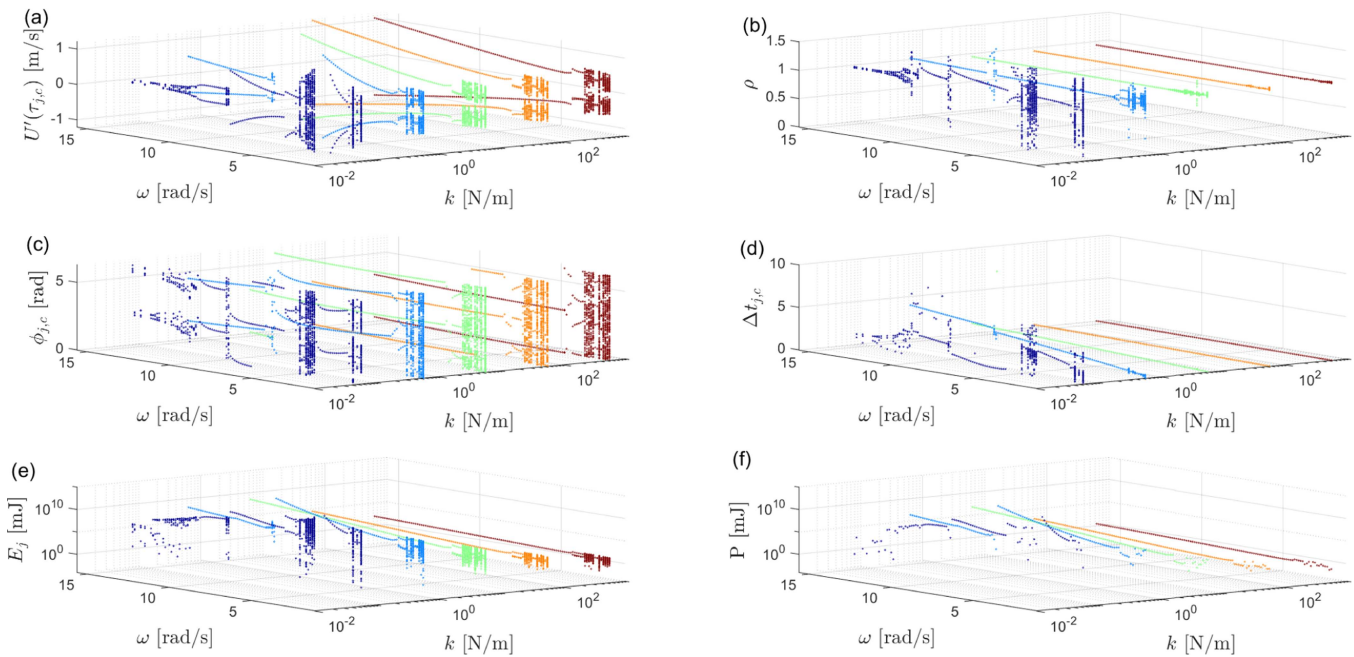 (a)
U′(τ_{j,c}) [m/s]
1
0
-1
15
10
5
ω [rad/s]
10^{-2}
10^{0}
10^{2}
k [N/m]
(b)
ρ
1.5
1
0.5
0
15
10
5
ω [rad/s]
10^{-2}
10^{0}
10^{2}
k [N/m]
(c)
ϕ_{j,c} [rad]
5
0
15
10
5
ω [rad/s]
10^{-2}
10^{0}
10^{2}
k [N/m]
(d)
Δt_{j,c}
10
5
0
15
10
5
ω [rad/s]
10^{-2}
10^{0}
10^{2}
k [N/m]
(e)
E_j [mJ]
10^{10}
10^{0}
15
10
5
ω [rad/s]
10^{-2}
10^{0}
10^{2}
k [N/m]
(f)
P [mJ]
10^{10}
10^{0}
15
10
5
ω [rad/s]
10^{-2}
10^{0}
10^{2}
k [N/m]